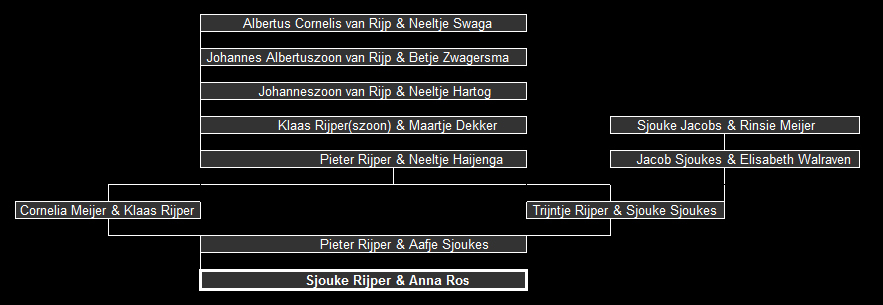 Albertus Cornelis van Rijp & Neeltje Swaga
Johannes Albertuszoon van Rijp & Betje Zwagersma
Johanneszoon van Rijp & Neeltje Hartog
Klaas Rijper(szoon) & Maartje Dekker
Sjouke Jacobs & Rinsie Meijer
Pieter Rijper & Neeltje Haijenga
Jacob Sjoukes & Elisabeth Walraven
Cornelia Meijer & Klaas Rijper
Trijntje Rijper & Sjouke Sjoukes
Pieter Rijper & Aafje Sjoukes
Sjouke Rijper & Anna Ros